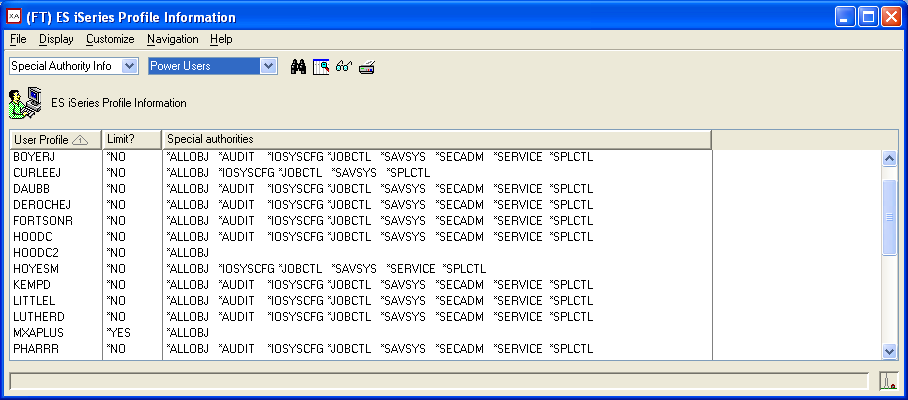 XA (FT) ES iSeries Profile Information
File Display Customize Navigation Help
Special Authority Info Power Users
ES iSeries Profile Information
User Profile Limit? Special authorities
BOYERJ *NO *ALLOBJ *AUDIT *IOSYSCFG *JOBCTL *SAVSYS *SECADM *SERVICE *SPLCTL
CURLEEJ *NO *ALLOBJ *IOSYSCFG *JOBCTL *SAVSYS *SPLCTL
DAUBB *NO *ALLOBJ *AUDIT *IOSYSCFG *JOBCTL *SAVSYS *SECADM *SERVICE *SPLCTL
DEROCHEJ *NO *ALLOBJ *AUDIT *IOSYSCFG *JOBCTL *SAVSYS *SECADM *SERVICE *SPLCTL
FORTSONR *NO *ALLOBJ *AUDIT *IOSYSCFG *JOBCTL *SAVSYS *SECADM *SERVICE *SPLCTL
HOODC *NO *ALLOBJ *AUDIT *IOSYSCFG *JOBCTL *SAVSYS *SECADM *SERVICE *SPLCTL
HOODC2 *NO *ALLOBJ
HOYESM *NO *ALLOBJ *IOSYSCFG *JOBCTL *SAVSYS *SERVICE *SPLCTL
KEMPD *NO *ALLOBJ *AUDIT *IOSYSCFG *JOBCTL *SAVSYS *SECADM *SERVICE *SPLCTL
LITTLEL *NO *ALLOBJ *AUDIT *IOSYSCFG *JOBCTL *SAVSYS *SECADM *SERVICE *SPLCTL
LUTHERD *NO *ALLOBJ *AUDIT *IOSYSCFG *JOBCTL *SAVSYS *SECADM *SERVICE *SPLCTL
MXAPLUS *YES *ALLOBJ
PHARRR *NO *ALLOBJ *AUDIT *IOSYSCFG *JOBCTL *SAVSYS *SECADM *SERVICE *SPLCTL